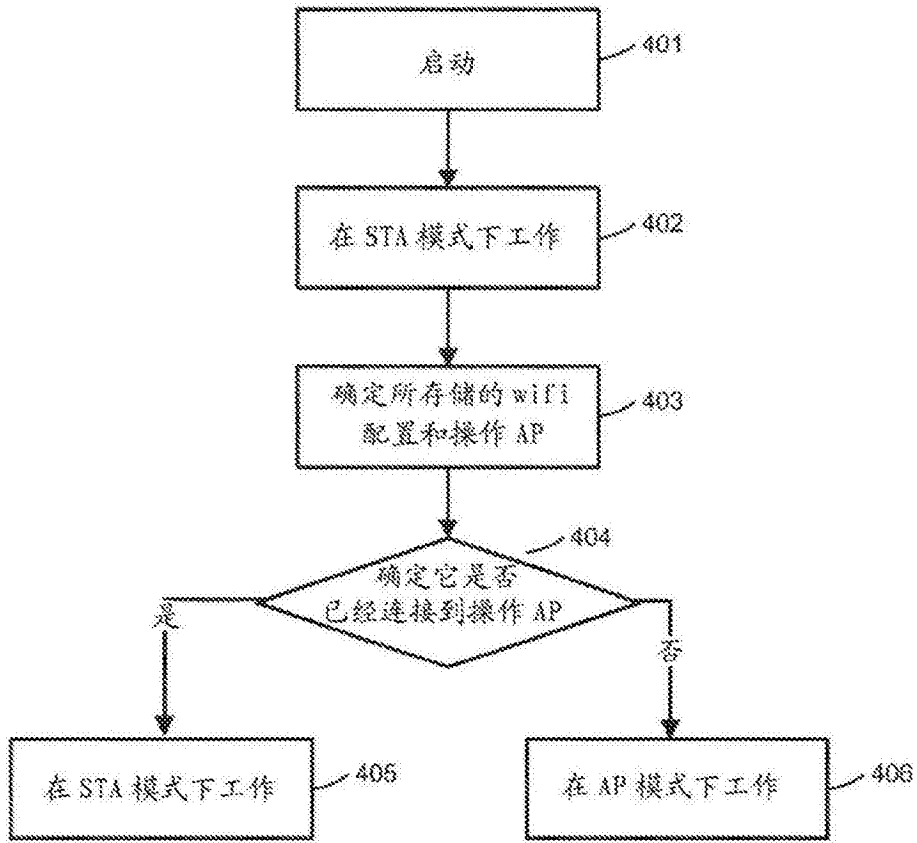 启动
401
在 STA 模式下工作
402
确定所存储的 wifi
配置和操作 AP
403
404
确定它是否
已经连接到操作 AP
是
否
在 STA 模式下工作
405
在 AP 模式下工作
406